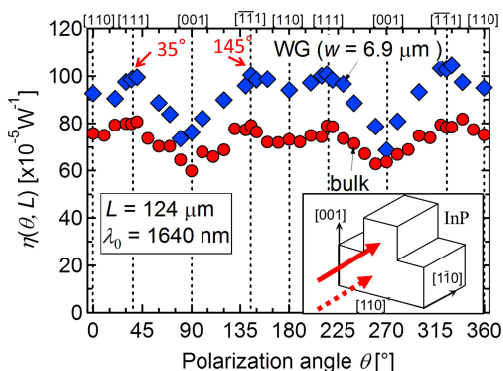 [110] [111] [001] [1̅1̅1] [110] [111] [001] [1̅1̅1] [110]
35° 145° WG (w = 6.9 μm )
bulk
η(θ, L) [x10⁻⁵W⁻¹]
120
100
80
60
40
20
0
L = 124 μm
λ₀ = 1640 nm
[001] InP
[110] [11̅0]
0 45 90 135 180 225 270 315 360
Polarization angle θ [°]